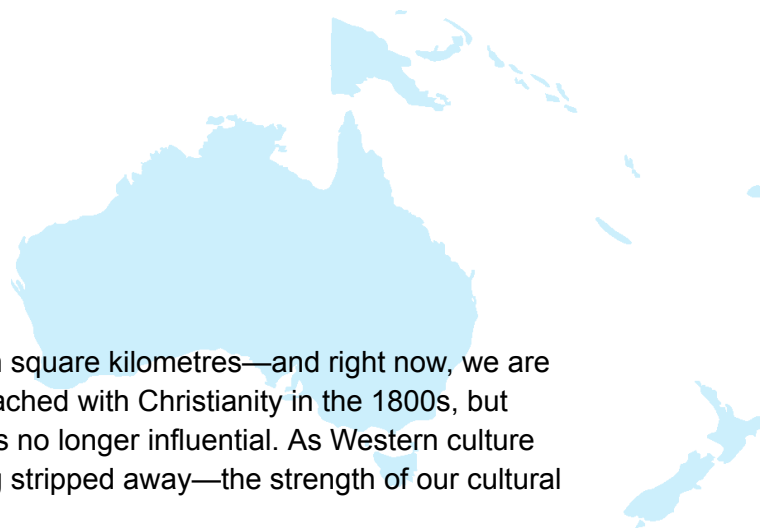 square kilometres—and right now, we are
ached with Christianity in the 1800s, but
s no longer influential. As Western culture
stripped away—the strength of our cultural